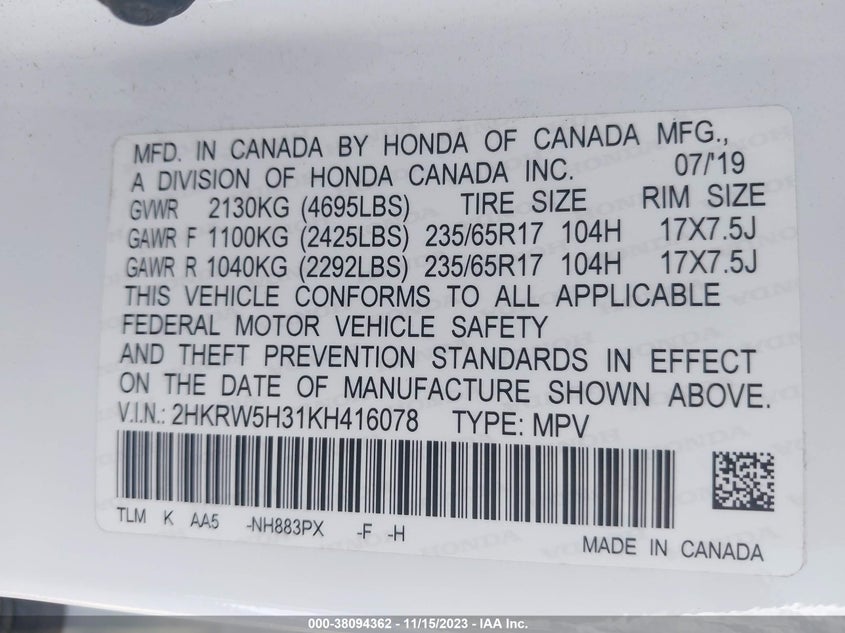 MFD. IN CANADA BY HONDA OF CANADA MFG.,
A DIVISION OF HONDA CANADA INC. 07/'19
GVWR 2130KG (4695LBS) TIRE SIZE RIM SIZE
GAWR F 1100KG (2425LBS) 235/65R17 104H 17X7.5J
GAWR R 1040KG (2292LBS) 235/65R17 104H 17X7.5J
THIS VEHICLE CONFORMS TO ALL APPLICABLE
FEDERAL MOTOR VEHICLE SAFETY
AND THEFT PREVENTION STANDARDS IN EFFECT
ON THE DATE OF MANUFACTURE SHOWN ABOVE.
V.I.N.: 2HKRW5H31KH416078 TYPE: MPV
TLM K AA5 -NH883PX -F -H
MADE IN CANADA
000-38094362 - 11/15/2023 - IAA Inc.